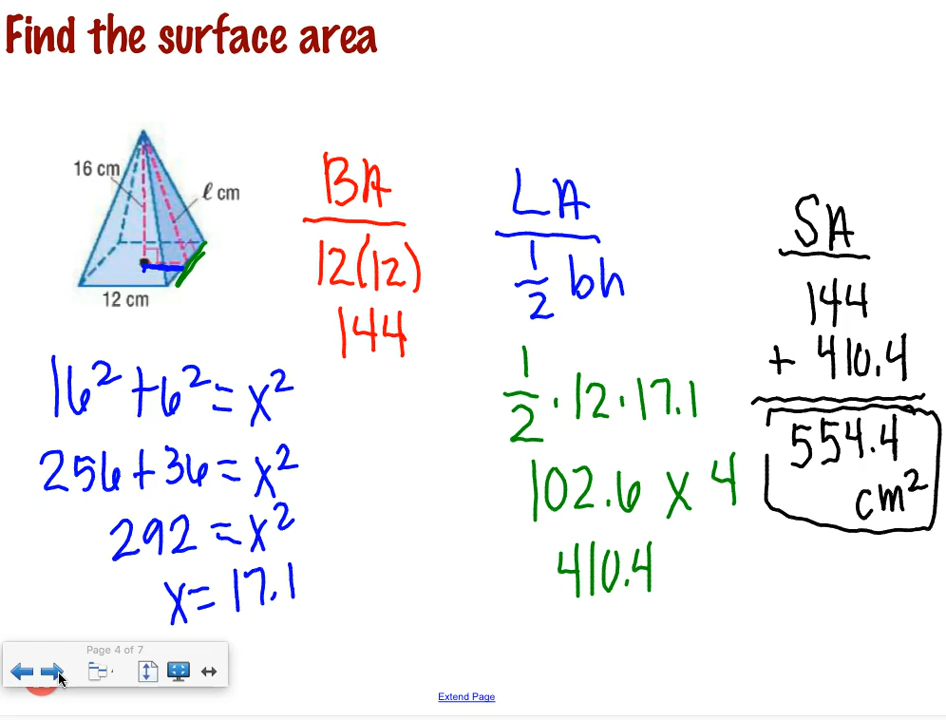 Find the surface area
16 cm
ℓ cm
12 cm
16² + 6² = x²
256 + 36 = x²
292 = x²
x = 17.1
BA
12(12)
144
LA
1/2 bh
1/2 · 12 · 17.1
102.6 x 4
410.4
SA
144
+ 410.4
554.4
cm²
Page 4 of 7
Extend Page